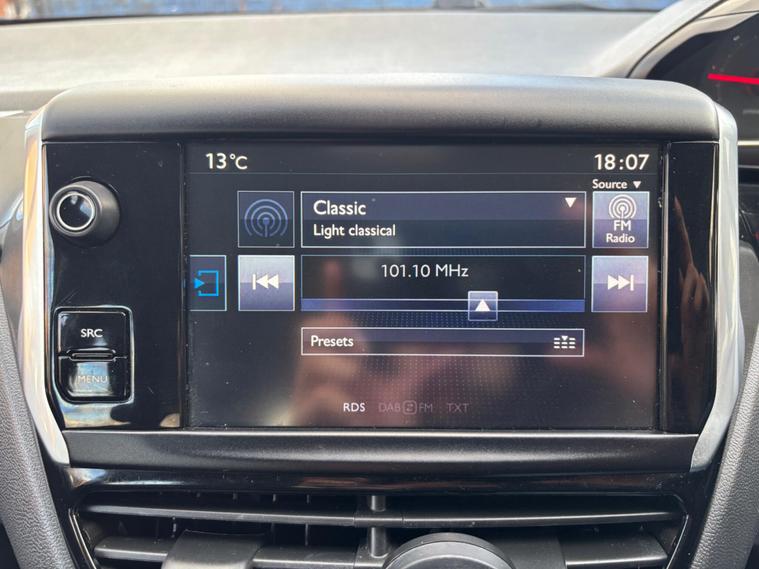 13°C
18:07
Source ▼
Classic ▼
Light classical
FM
Radio
101.10 MHz
SRC
Presets
MENU
RDS DAB FM TXT